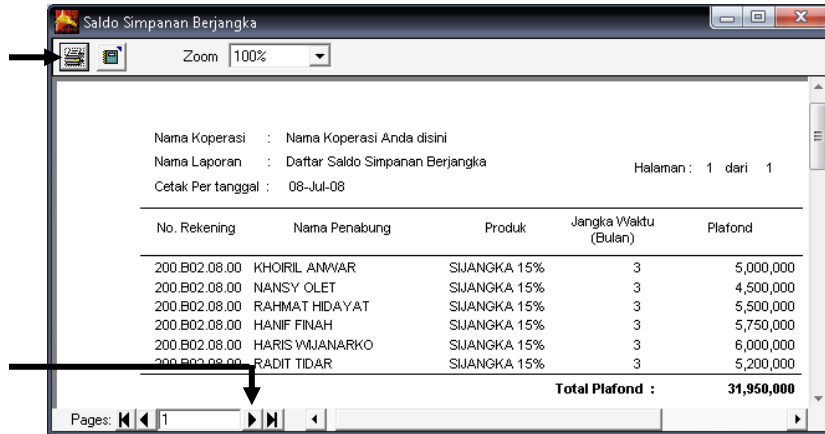 Saldo Simpanan Berjangka
Zoom 100%
Nama Koperasi : Nama Koperasi Anda disini
Nama Laporan : Daftar Saldo Simpanan Berjangka Halaman : 1 dari 1
Cetak Per tanggal : 08-Jul-08
No. Rekening Nama Penabung Produk Jangka Waktu (Bulan) Plafond
200.B02.08.00 KHOIRIL ANWAR SIJANGKA 15% 3 5,000,000
200.B02.08.00 NANSY OLET SIJANGKA 15% 3 4,500,000
200.B02.08.00 RAHMAT HIDAYAT SIJANGKA 15% 3 5,500,000
200.B02.08.00 HANIF FINAH SIJANGKA 15% 3 5,750,000
200.B02.08.00 HARIS WIJANARKO SIJANGKA 15% 3 6,000,000
200.B02.08.00 RADIT TIDAR SIJANGKA 15% 3 5,200,000
Total Plafond : 31,950,000
Pages: 1